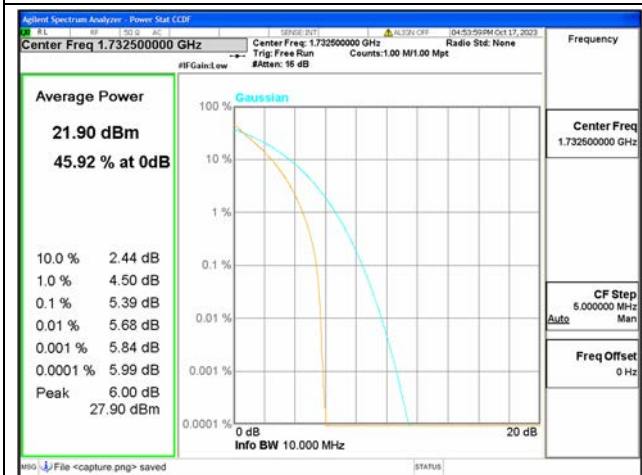 Agilent Spectrum Analyzer - Power Stat CCDF
RL RF 50 Ω AC SENSE:INT ALIGN OFF 04:53:59 PM Oct 17, 2023
Center Freq 1.732500000 GHz
Center Freq: 1.732500000 GHz Radio Std: None
Trig: Free Run Counts:1.00 M/1.00 Mpt
#IFGain:Low #Atten: 16 dB
Frequency
Average Power
21.90 dBm
45.92 % at 0dB
10.0 % 2.44 dB
1.0 % 4.50 dB
0.1 % 5.39 dB
0.01 % 5.68 dB
0.001 % 5.84 dB
0.0001 % 5.99 dB
Peak 6.00 dB
27.90 dBm
Gaussian
100 %
10 %
1 %
0.1 %
0.01 %
0.001 %
0.0001 %
0 dB 20 dB
Info BW 10.000 MHz
Center Freq
1.732500000 GHz
CF Step
5.000000 MHz
Auto Man
Freq Offset
0 Hz
MSG File <capture.png> saved STATUS